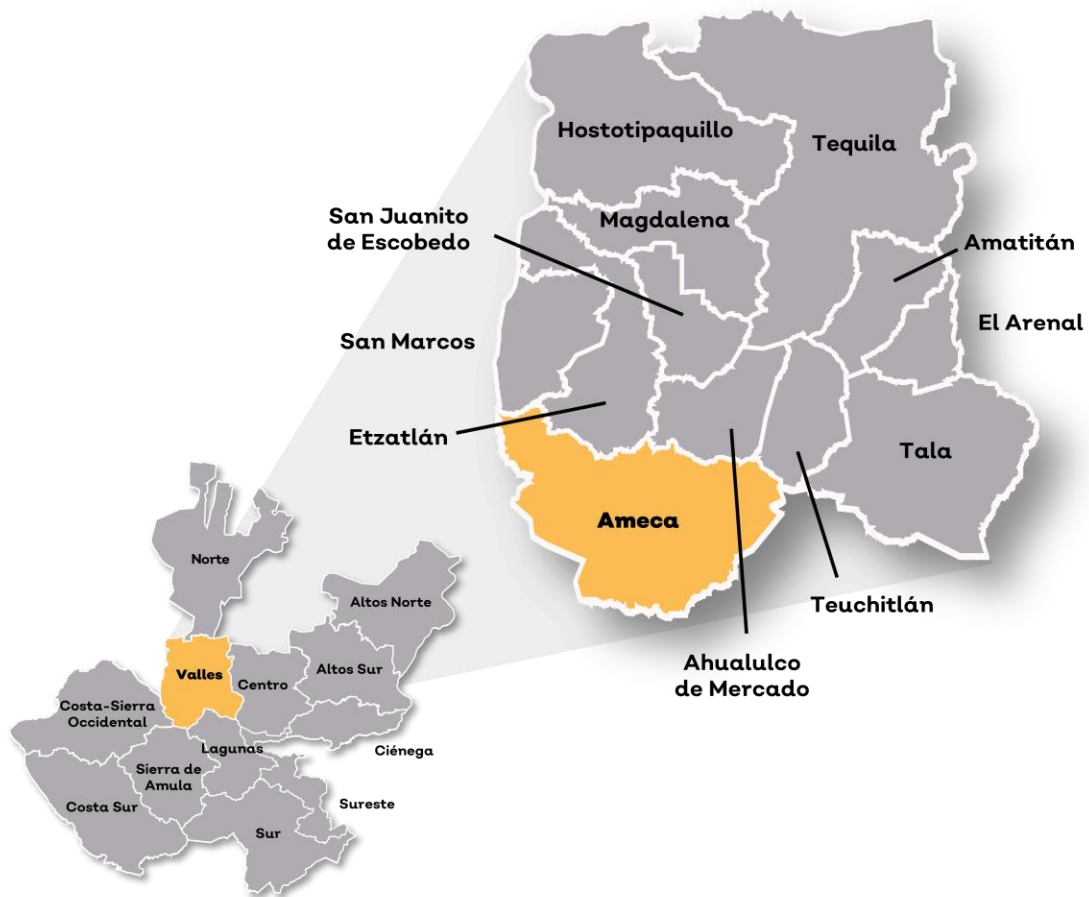 Hostotipaquillo
Tequila
San Juanito
de Escobedo
Magdalena
Amatitán
El Arenal
San Marcos
Etzatlán
Tala
Ameca
Teuchitlán
Ahualulco
de Mercado
Norte
Altos Norte
Valles
Centro
Altos Sur
Costa-Sierra
Occidental
Lagunas
Ciénega
Sierra de
Amula
Costa Sur
Sureste
Sur